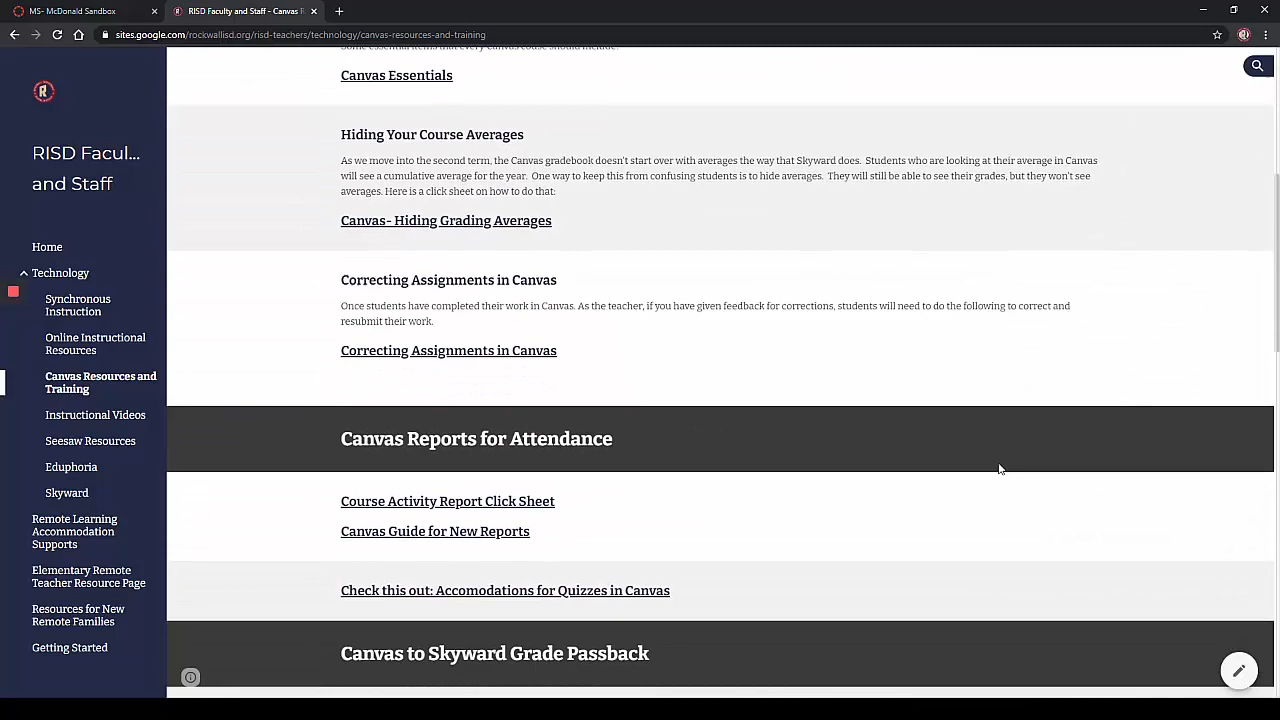 MS- McDonald Sandbox
RISD Faculty and Staff - Canvas R
sites.google.com/rockwallisd.org/risd-teachers/technology/canvas-resources-and-training
R
RISD Facul...
and Staff
Home
Technology
Synchronous
Instruction
Online Instructional
Resources
Canvas Resources and
Training
Instructional Videos
Seesaw Resources
Eduphoria
Skyward
Remote Learning
Accommodation
Supports
Elementary Remote
Teacher Resource Page
Resources for New
Remote Families
Getting Started
Some essential items that every Canvas couse should include.
Canvas Essentials
Hiding Your Course Averages
As we move into the second term, the Canvas gradebook doesn't start over with averages the way that Skyward does. Students who are looking at their average in Canvas
will see a cumulative average for the year. One way to keep this from confusing students is to hide averages. They will still be able to see their grades, but they won't see
averages. Here is a click sheet on how to do that:
Canvas- Hiding Grading Averages
Correcting Assignments in Canvas
Once students have completed their work in Canvas. As the teacher, if you have given feedback for corrections, students will need to do the following to correct and
resubmit their work.
Correcting Assignments in Canvas
Canvas Reports for Attendance
Course Activity Report Click Sheet
Canvas Guide for New Reports
Check this out: Accomodations for Quizzes in Canvas
Canvas to Skyward Grade Passback